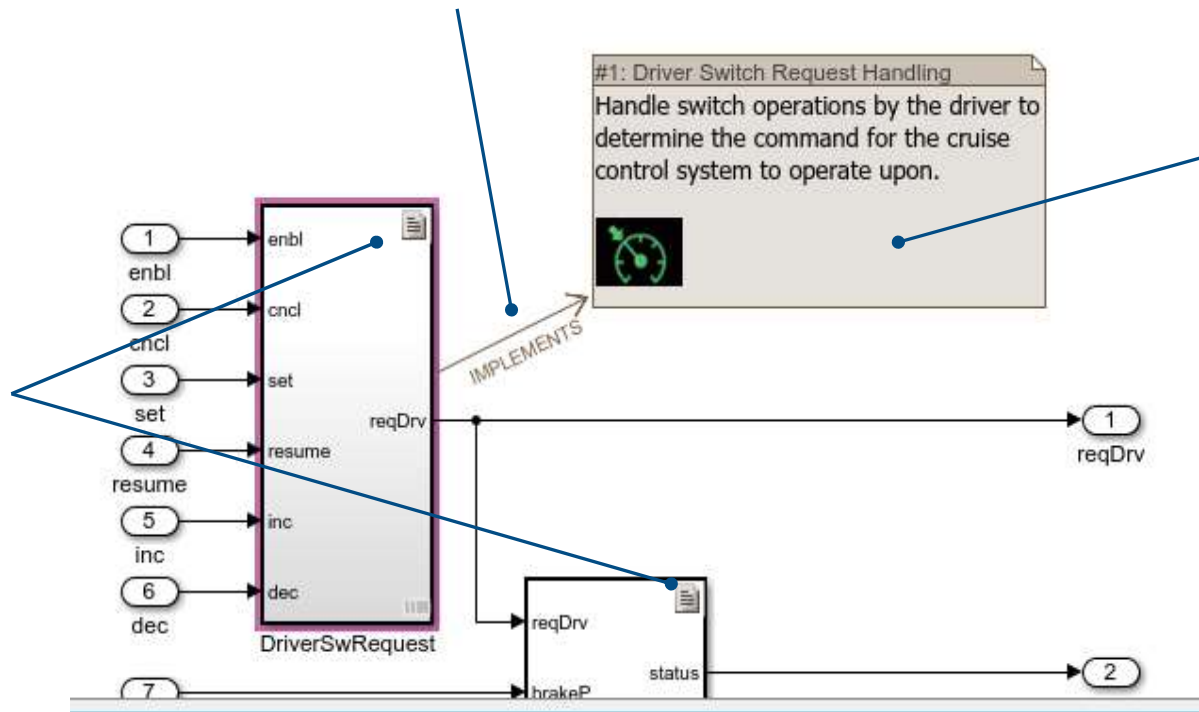 #1: Driver Switch Request Handling
Handle switch operations by the driver to
determine the command for the cruise
control system to operate upon.
IMPLEMENTS
1
enbl
2
cncl
3
set
4
resume
5
inc
6
dec
7
enbl
cncl
set
resume
inc
dec
reqDrv
DriverSwRequest
1
reqDrv
reqDrv
brakeP
status
2